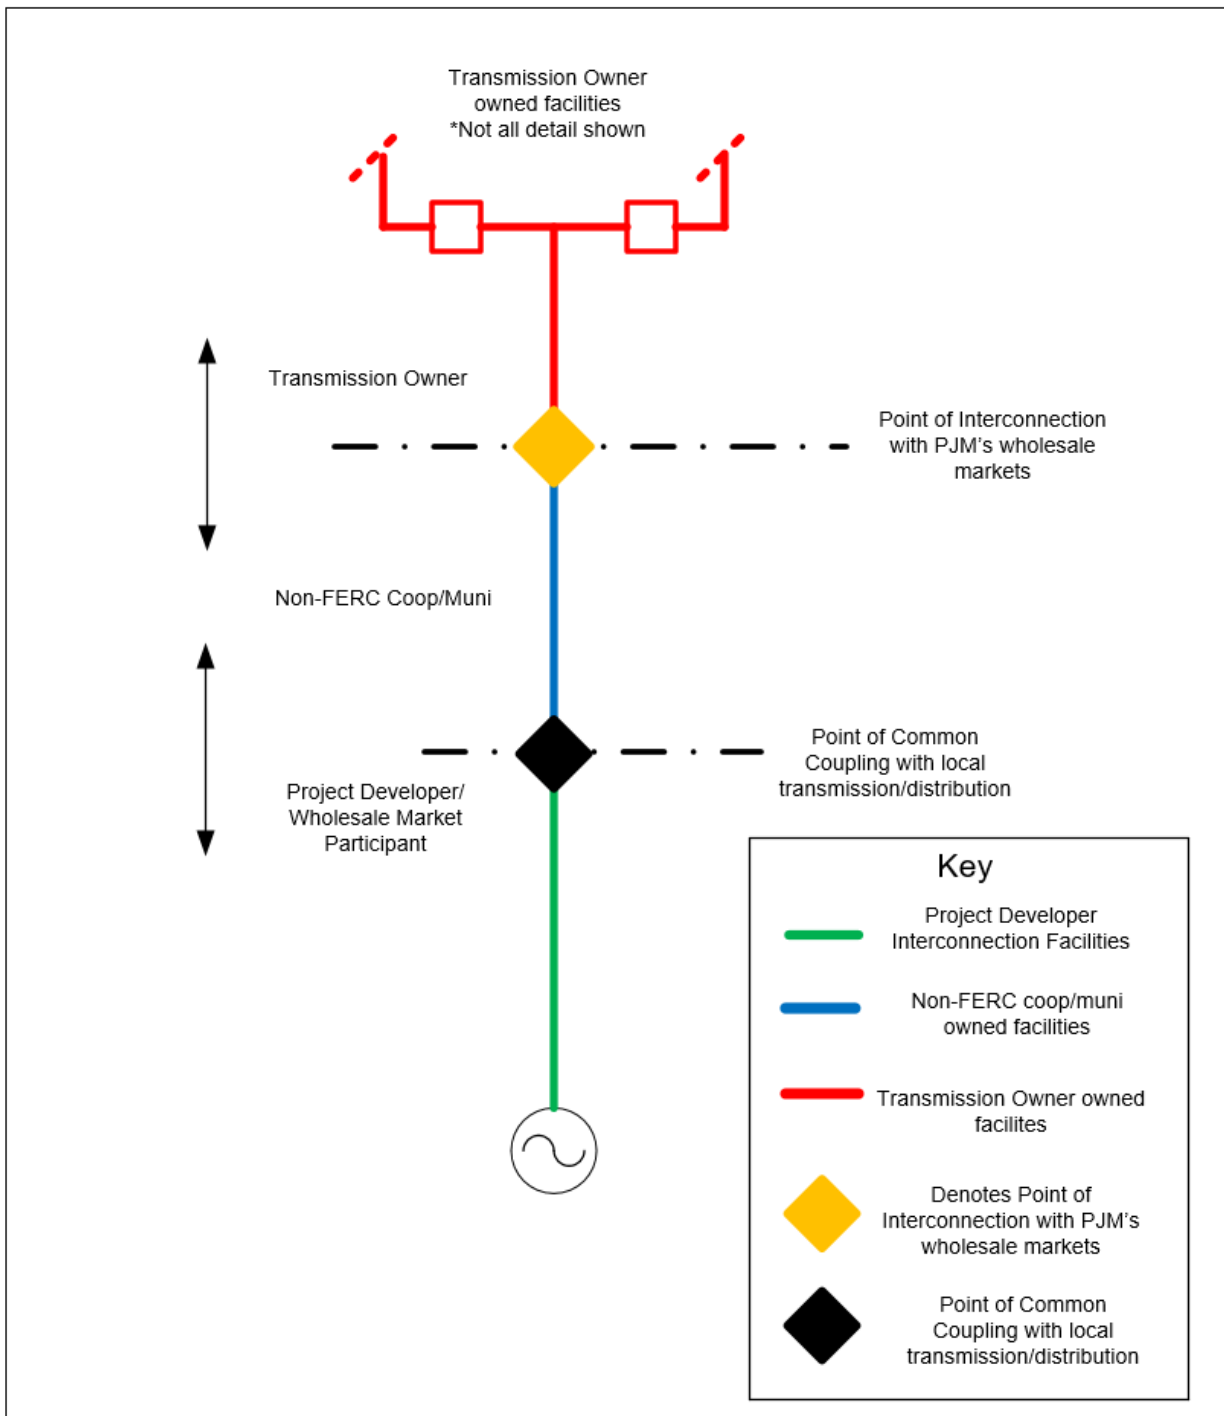 Transmission Owner
owned facilities
*Not all detail shown
Transmission Owner
Point of Interconnection
with PJM's wholesale
markets
Non-FERC Coop/Muni
Point of Common
Coupling with local
transmission/distribution
Project Developer/
Wholesale Market
Participant
Key
Project Developer
Interconnection Facilities
Non-FERC coop/muni
owned facilities
Transmission Owner owned
facilites
Denotes Point of
Interconnection with PJM's
wholesale markets
Point of Common
Coupling with local
transmission/distribution